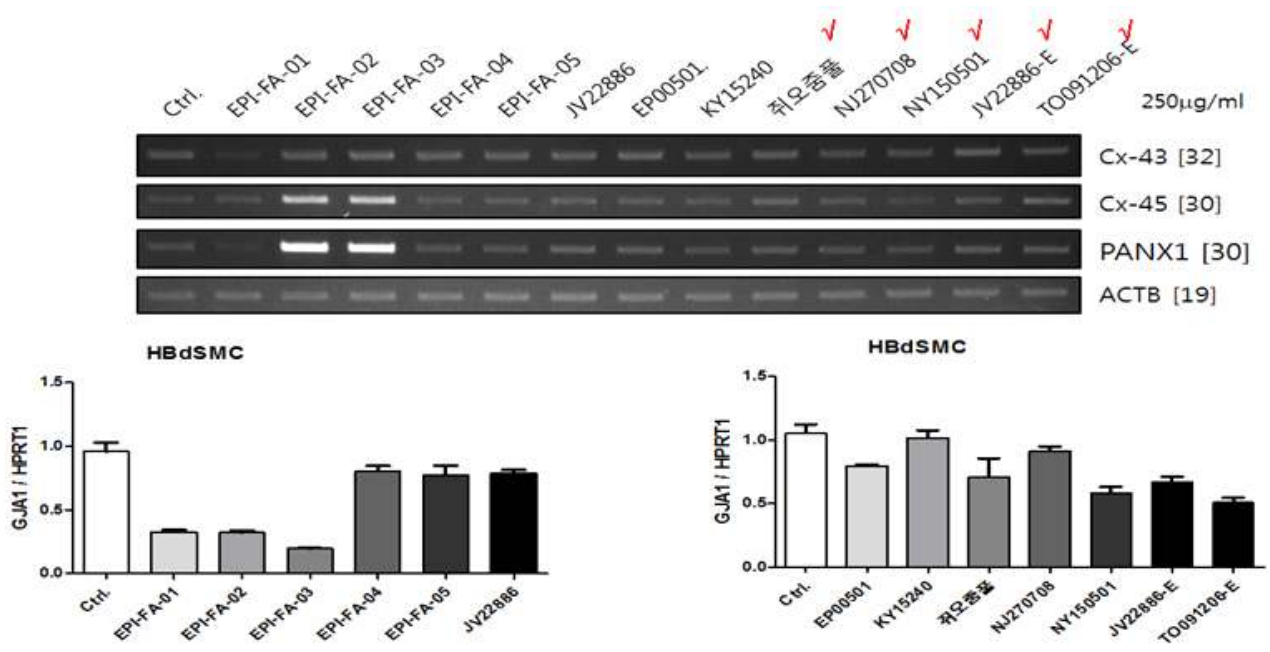 √ √ √ √ √
Ctrl. EPI-FA-01 EPI-FA-02 EPI-FA-03 EPI-FA-04 EPI-FA-05 JV22886 EP00501. KY15240 쥐오줌풀 NJ270708 NY150501 JV22886-E TO091206-E
250μg/ml
Cx-43 [32]
Cx-45 [30]
PANX1 [30]
ACTB [19]
HBdSMC
GJA1 / HPRT1
1.5
1.0
0.5
0.0
Ctrl. EPI-FA-01 EPI-FA-02 EPI-FA-03 EPI-FA-04 EPI-FA-05 JV22886
HBdSMC
GJA1 / HPRT1
1.5
1.0
0.5
0.0
Ctrl. EP00501 KY15240 쥐오줌풀 NJ270708 NY150501 JV22886-E TO091206-E